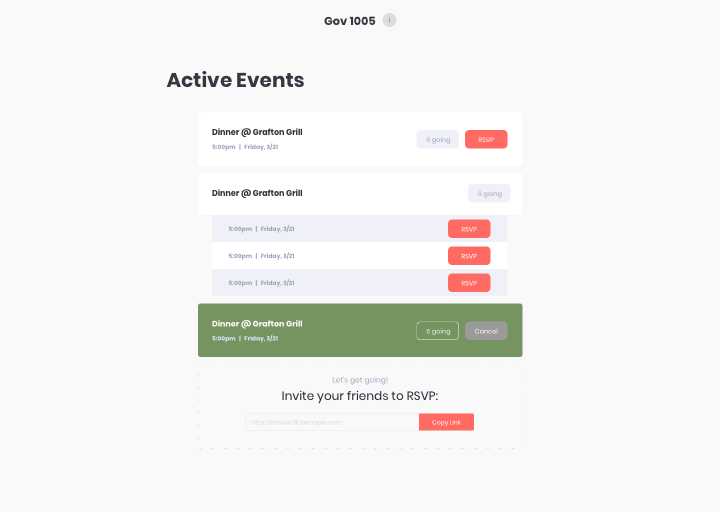 Gov 1005 i
Active Events
Dinner @ Grafton Grill
5:00pm | Friday, 3/21
6 going
RSVP
Dinner @ Grafton Grill
6 going
5:00pm | Friday, 3/21
RSVP
5:00pm | Friday, 3/21
RSVP
5:00pm | Friday, 3/21
RSVP
Dinner @ Grafton Grill
5:00pm | Friday, 3/21
6 going
Cancel
Let's get going!
Invite your friends to RSVP:
Copy Link